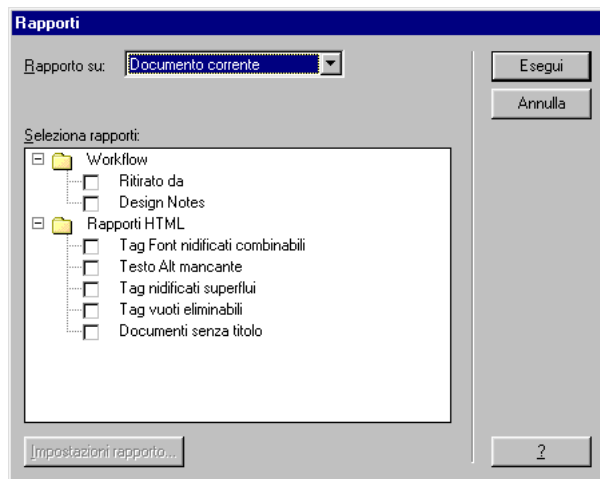 Rapporti
Rapporto su: Documento corrente
Esegui
Annulla
Seleziona rapporti:
Workflow
Ritirato da
Design Notes
Rapporti HTML
Tag Font nidificati combinabili
Testo Alt mancante
Tag nidificati superflui
Tag vuoti eliminabili
Documenti senza titolo
Impostazioni rapporto...
?